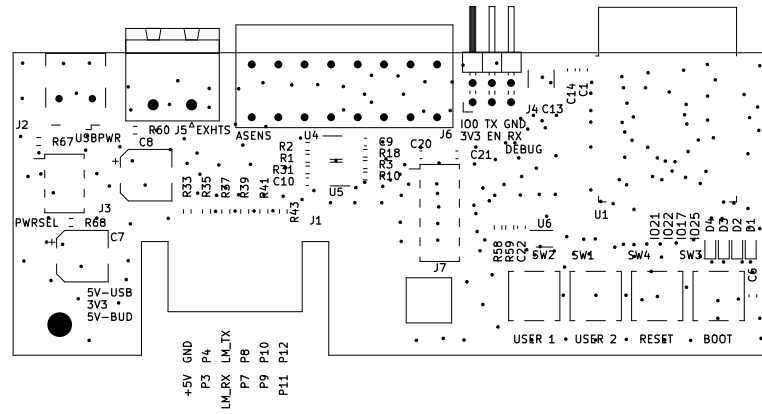 J2
R67
USBPWR
R60 J5 EXHTS
C8
ASENS
U4
J6
IO0 TX GND
3V3 EN RX
DEBUG
J4 C13
C14
C1
R2
R1
R31
C10
C9
R18
R3
R10
C20
C21
U5
R33
R35
R37
R39
R41
R43
J1
PWRSEL
R68
J3
C7
5V-USB
3V3
5V-BUD
J7
U1
U6
R58
R59
C22
IO21
IO22
IO17
IO25
D4
D3
D2
D1
SW2
SW1
SW4
SW3
C6
USER 1
USER 2
RESET
BOOT
+5V GND
P3 P4
LM_RX LM_TX
P7 P8
P9 P10
P11 P12